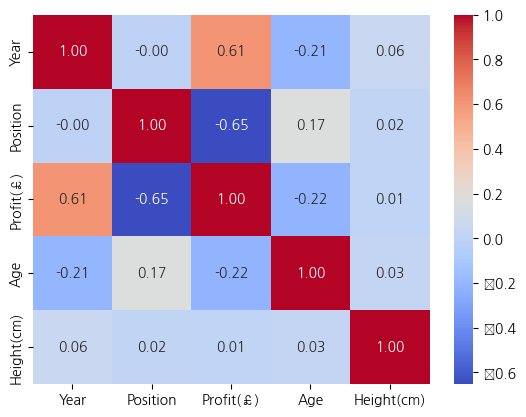 Year 1.00 -0.00 0.61 -0.21 0.06
Position -0.00 1.00 -0.65 0.17 0.02
Profit(£) 0.61 -0.65 1.00 -0.22 0.01
Age -0.21 0.17 -0.22 1.00 0.03
Height(cm) 0.06 0.02 0.01 0.03 1.00
Year Position Profit(£) Age Height(cm)
1.0
0.8
0.6
0.4
0.2
0.0
□0.2
□0.4
□0.6